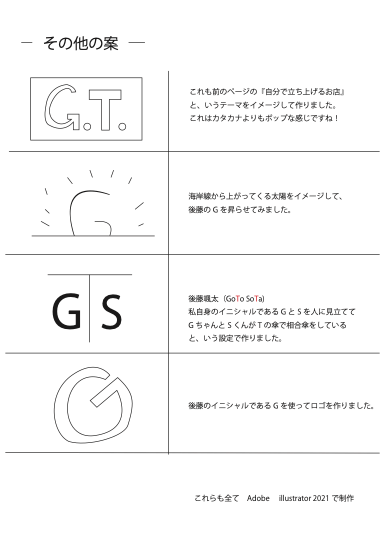 その他の案
G.T.
これも前のページの『自分で立ち上げるお店』
と、いうテーマをイメージして作りました。
これはカタカナよりもポップな感じですね！
G
海岸線から上がってくる太陽をイメージして、
後藤の G を昇らせてみました。
GTS
後藤颯太（GoTo SoTa)
私自身のイニシャルである G と S を人に見立てて
G ちゃんと S くんが T の傘で相合傘をしている
と、いう設定で作りました。
G
後藤のイニシャルである G を使ってロゴを作りました。
これらも全て　Adobe　illustrator 2021 で制作